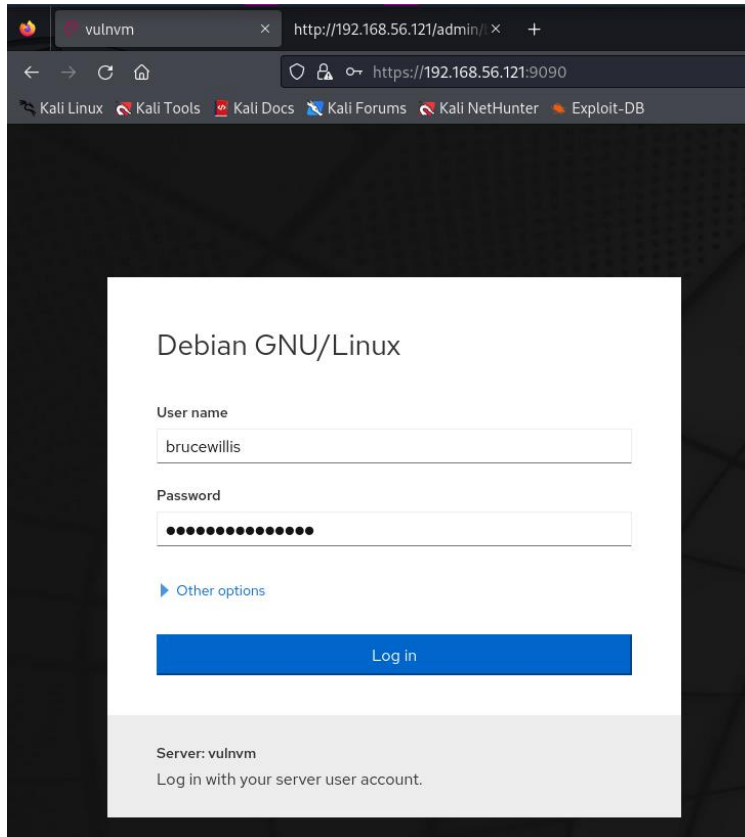 vulnvm
http://192.168.56.121/admin/
https://192.168.56.121:9090
Kali Linux Kali Tools Kali Docs Kali Forums Kali NetHunter Exploit-DB
Debian GNU/Linux
User name
brucewillis
Password
●●●●●●●●●●●●●●●
Other options
Log in
Server: vulnvm
Log in with your server user account.